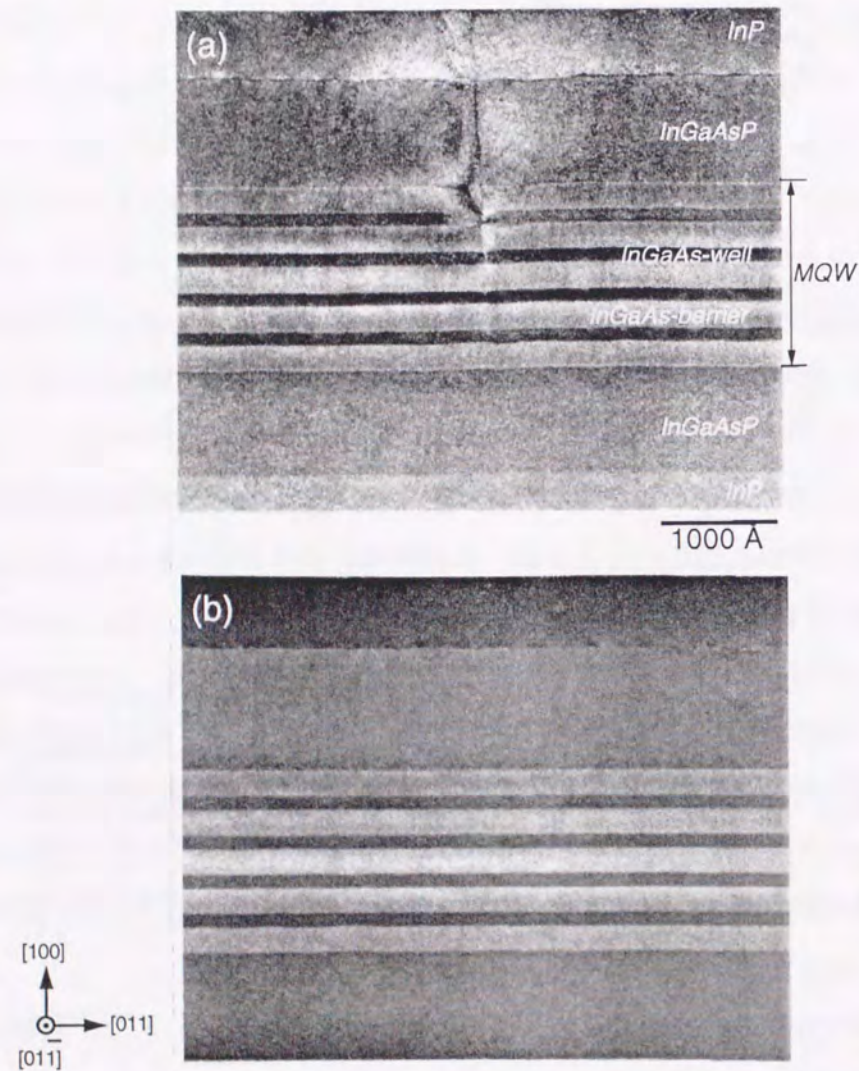 (a)
InP
InGaAsP
InGaAs-well
MQW
InGaAs-barrier
InGaAsP
InP
1000 Å
(b)
[100]
[011]
[011̄]